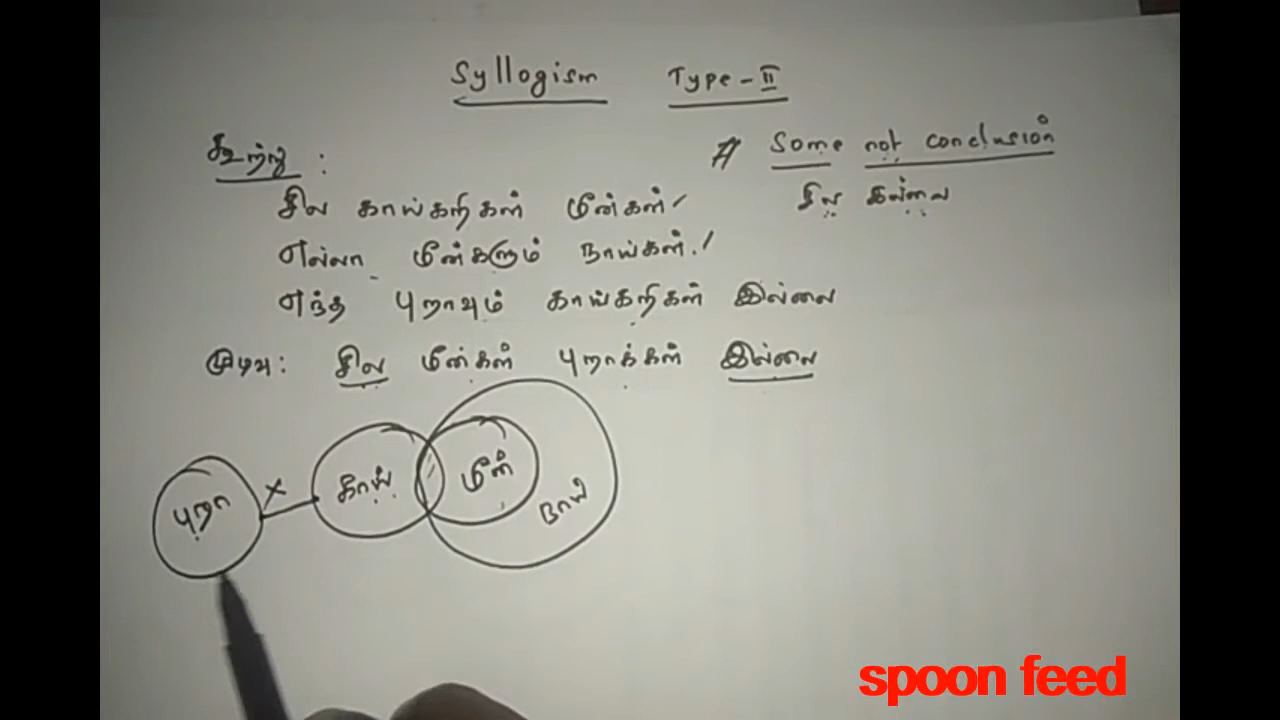 Syllogism Type - II
கூற்று :
# Some not conclusion
சில இல்லை
சில காய்கறிகள் மீன்கள்
எல்லா மீன்களும் நாய்கள்.
எந்த புறாவும் காய்கறிகள் இல்லை
முடிவு: சில மீன்கள் புறாக்கள் இல்லை
புறா × காய் மீன் நாய்
spoon feed